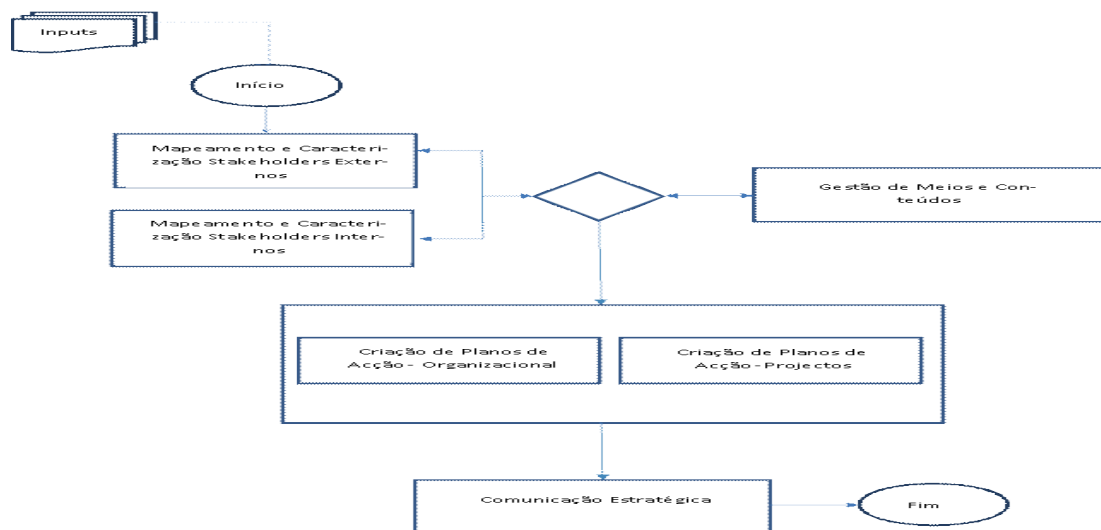 Inputs
Início
Mapeamento e Caracteri-
zação Stakeholders Exter-
nos
Mapeamento e Caracteri-
zação Stakeholders Inter-
nos
Gestão de Meios e Con-
teúdos
Criação de Planos de
Acção- Organizacional
Criação de Planos de
Acção-Projectos
Comunicação Estratégica
Fim